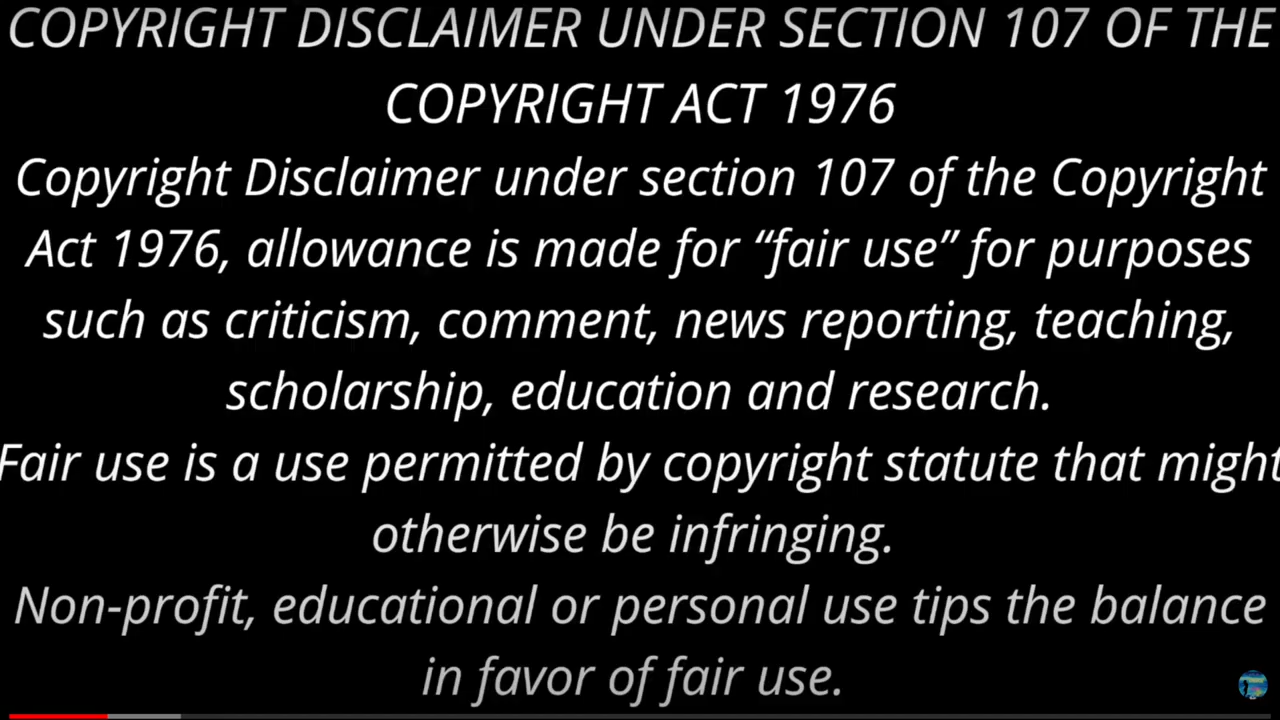 COPYRIGHT DISCLAIMER UNDER SECTION 107 OF THE
COPYRIGHT ACT 1976
Copyright Disclaimer under section 107 of the Copyright
Act 1976, allowance is made for “fair use” for purposes
such as criticism, comment, news reporting, teaching,
scholarship, education and research.
Fair use is a use permitted by copyright statute that might
otherwise be infringing.
Non-profit, educational or personal use tips the balance
in favor of fair use.